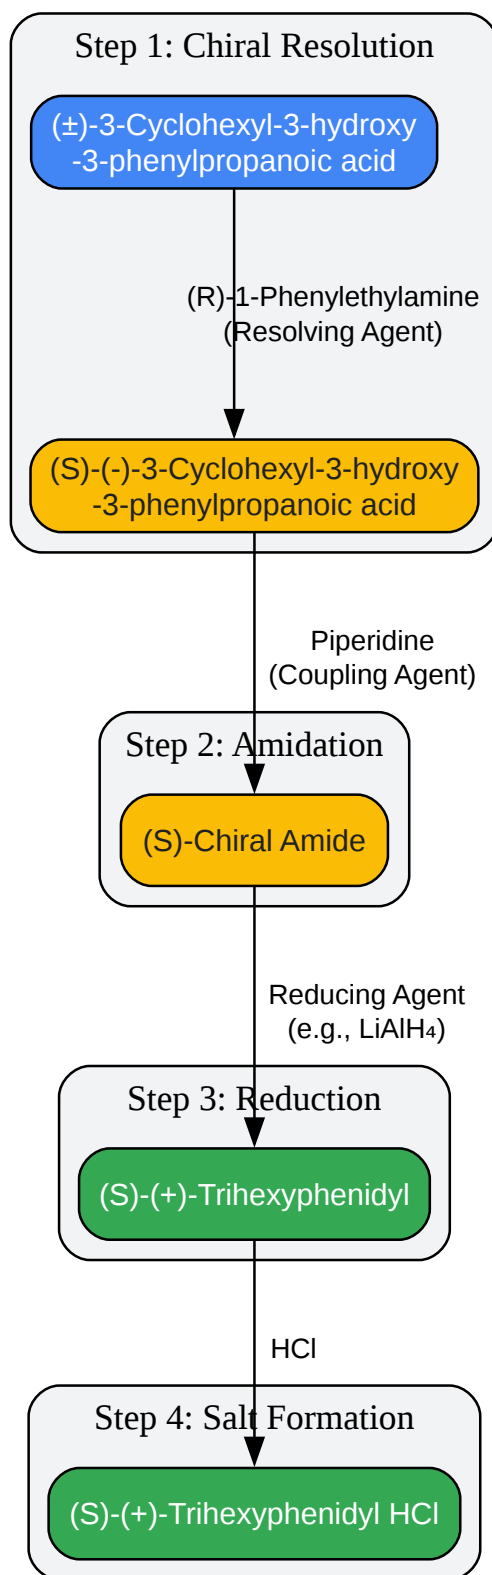 Step 1: Chiral Resolution
(±)-3-Cyclohexyl-3-hydroxy
-3-phenylpropanoic acid
(R)-1-Phenylethylamine
(Resolving Agent)
(S)-(-)-3-Cyclohexyl-3-hydroxy
-3-phenylpropanoic acid
Piperidine
(Coupling Agent)
Step 2: Amidation
(S)-Chiral Amide
Reducing Agent
(e.g., LiAlH₄)
Step 3: Reduction
(S)-(+)-Trihexyphenidyl
HCl
Step 4: Salt Formation
(S)-(+)-Trihexyphenidyl HCl